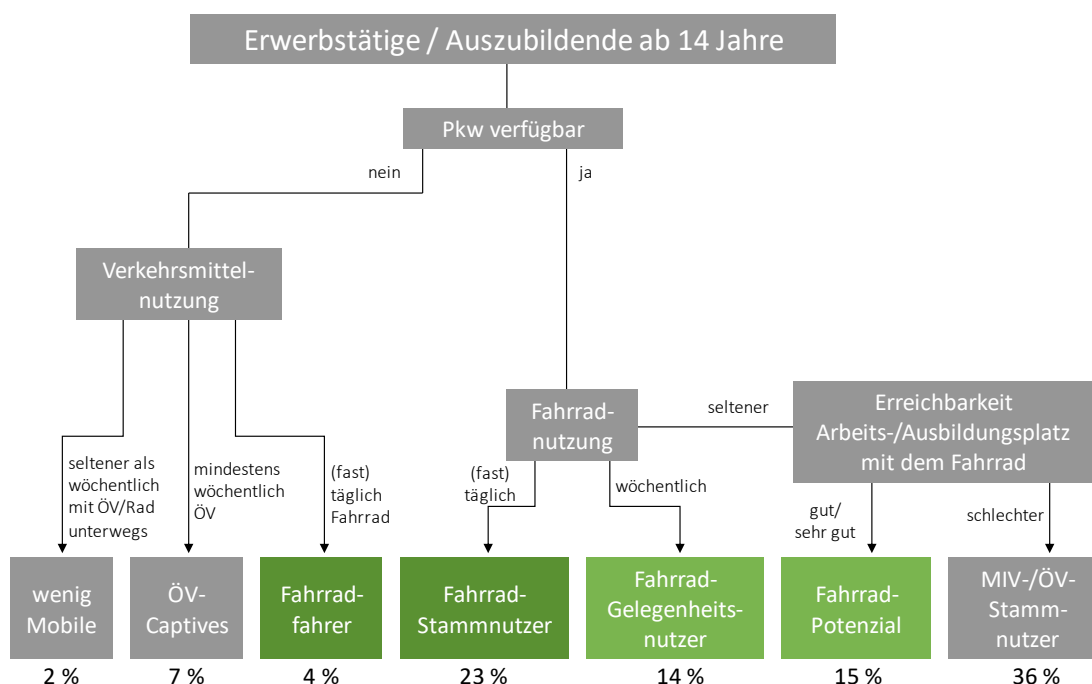 Erwerbstätige / Auszubildende ab 14 Jahre
Pkw verfügbar
nein
ja
Verkehrsmittel-
nutzung
Fahrrad-
nutzung
seltener
Erreichbarkeit
Arbeits-/Ausbildungsplatz
mit dem Fahrrad
seltener als
wöchentlich
mit ÖV/Rad
unterwegs
mindestens
wöchentlich
ÖV
(fast)
täglich
Fahrrad
(fast)
täglich
wöchentlich
gut/
sehr gut
schlechter
wenig
Mobile
ÖV-
Captives
Fahrrad-
fahrer
Fahrrad-
Stammnutzer
Fahrrad-
Gelegenheits-
nutzer
Fahrrad-
Potenzial
MIV-/ÖV-
Stamm-
nutzer
2 %
7 %
4 %
23 %
14 %
15 %
36 %